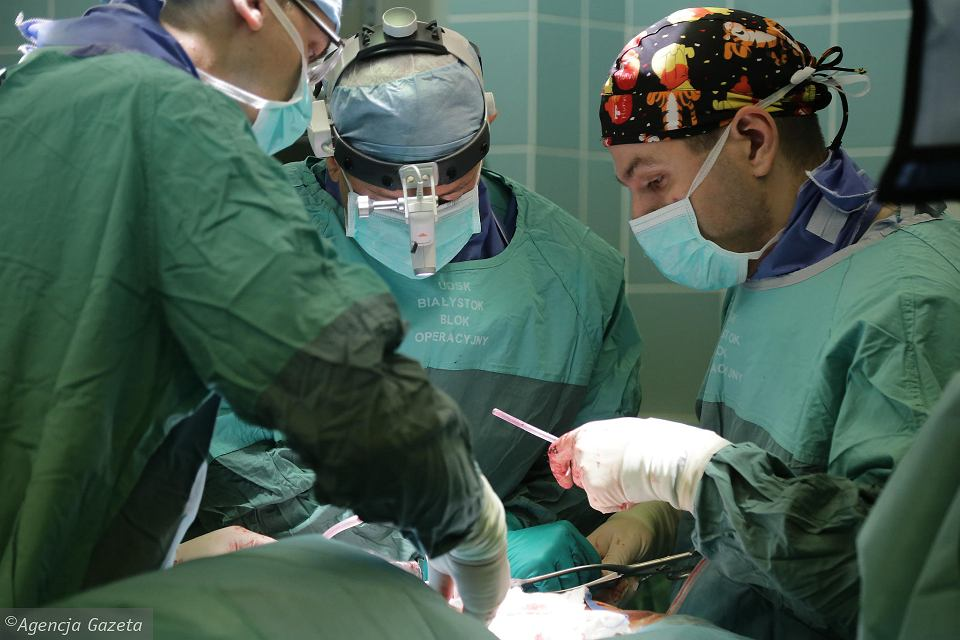 UDSK
BIAŁYSTOK
BLOK
OPERACYJNY
©Agencja Gazeta